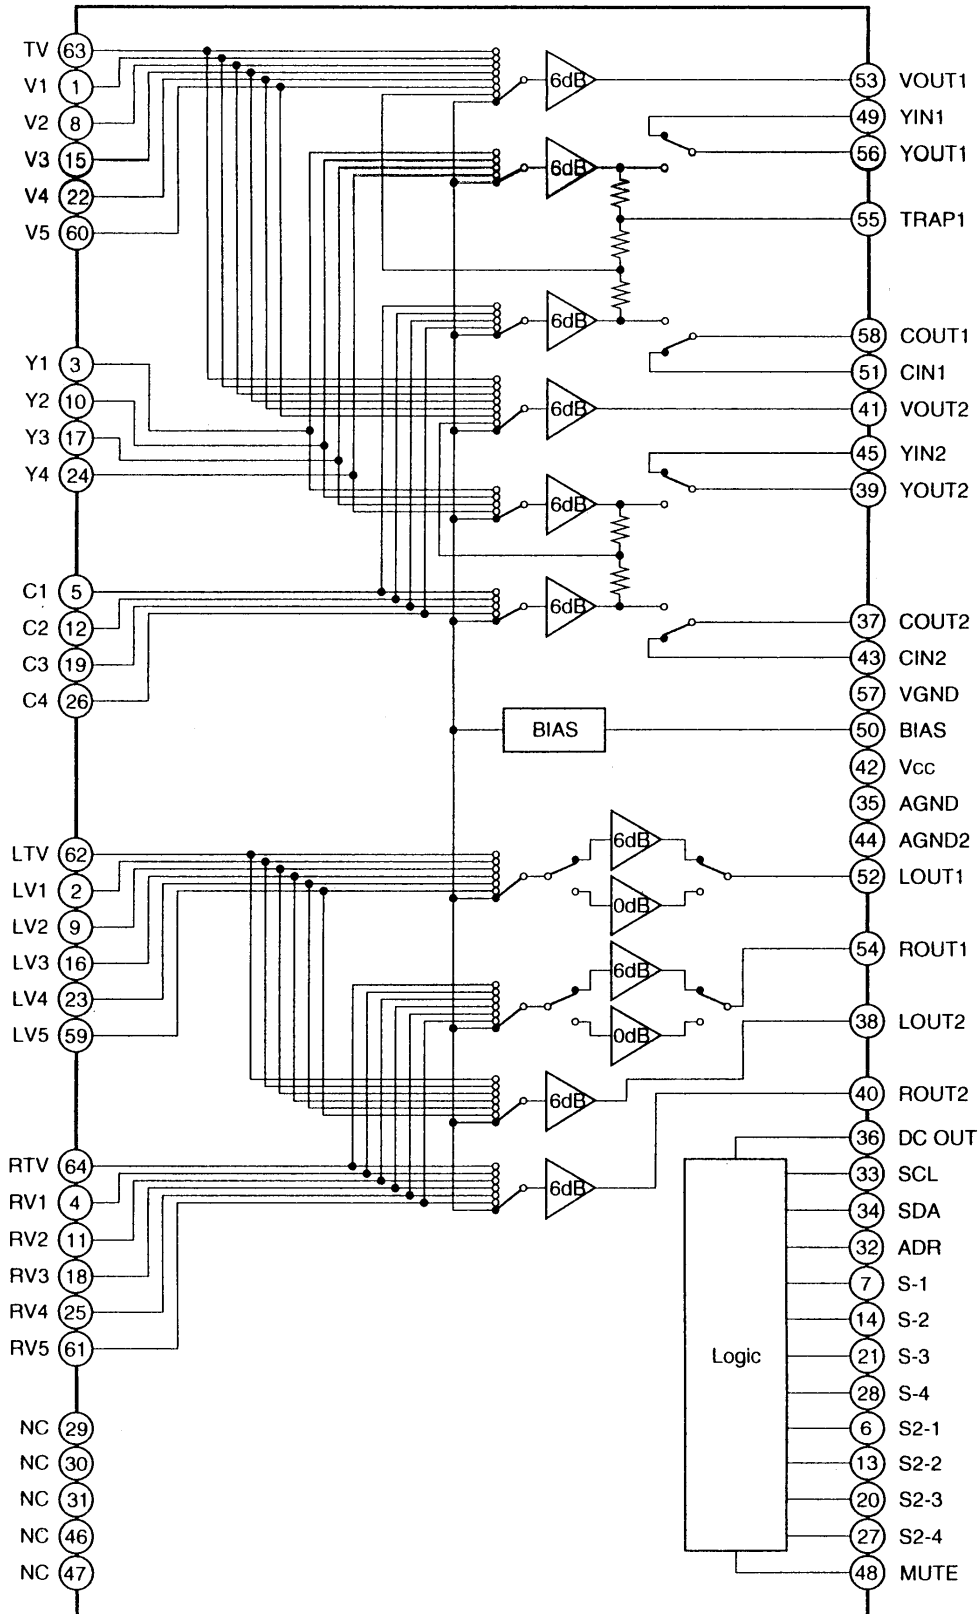 TV 63
V1 1
V2 8
V3 15
V4 22
V5 60
Y1 3
Y2 10
Y3 17
Y4 24
C1 5
C2 12
C3 19
C4 26
LTV 62
LV1 2
LV2 9
LV3 16
LV4 23
LV5 59
RTV 64
RV1 4
RV2 11
RV3 18
RV4 25
RV5 61
NC 29
NC 30
NC 31
NC 46
NC 47
6dB
6dB
6dB
6dB
6dB
6dB
BIAS
6dB
0dB
6dB
0dB
6dB
6dB
Logic
53 VOUT1
49 YIN1
56 YOUT1
55 TRAP1
58 COUT1
51 CIN1
41 VOUT2
45 YIN2
39 YOUT2
37 COUT2
43 CIN2
57 VGND
50 BIAS
42 Vcc
35 AGND
44 AGND2
52 LOUT1
54 ROUT1
38 LOUT2
40 ROUT2
36 DC OUT
33 SCL
34 SDA
32 ADR
7 S-1
14 S-2
21 S-3
28 S-4
6 S2-1
13 S2-2
20 S2-3
27 S2-4
48 MUTE